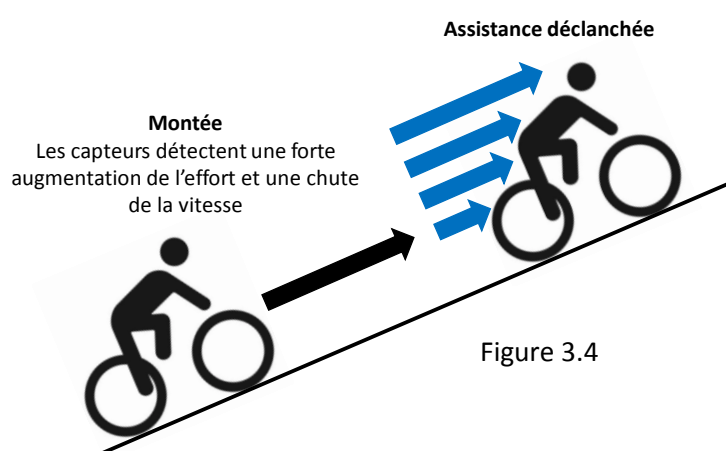 Assistance déclanchée
Montée
Les capteurs détectent une forte
augmentation de l'effort et une chute
de la vitesse
Figure 3.4